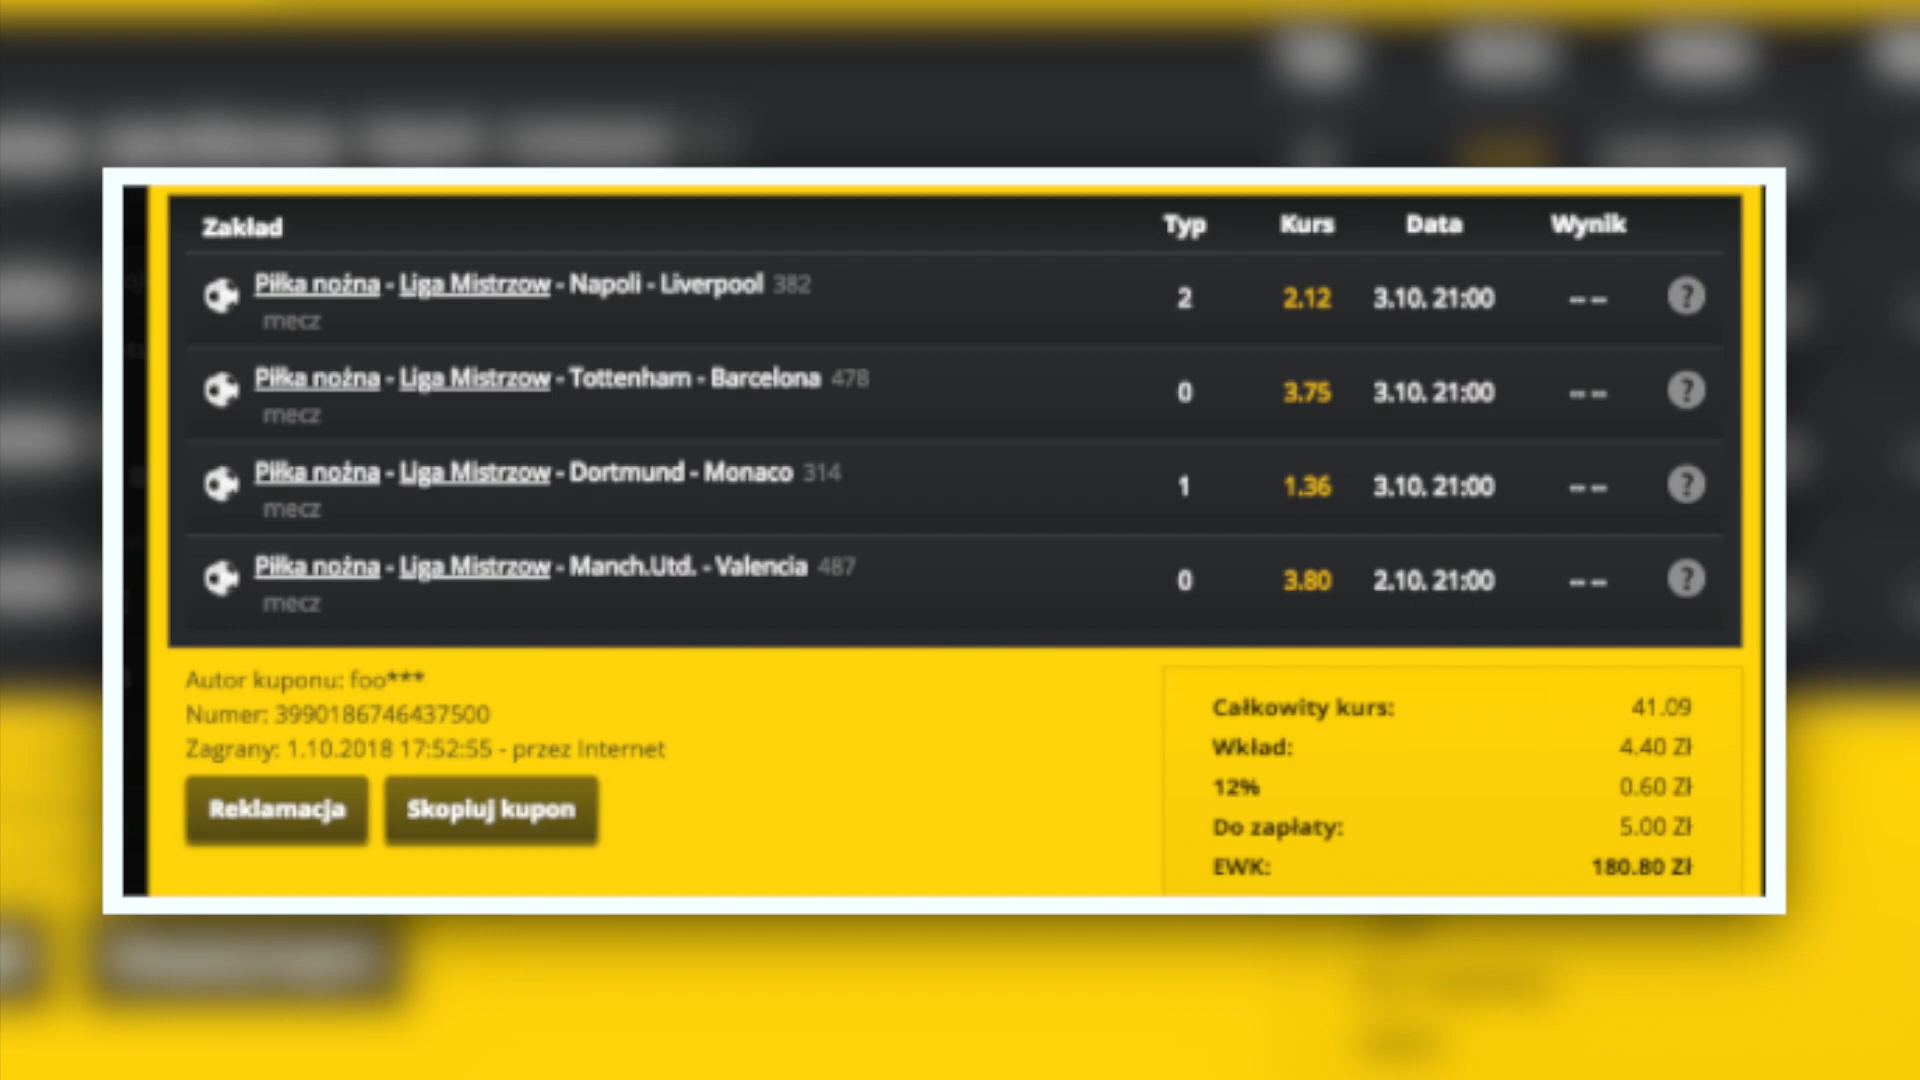 Zakład Typ Kurs Data Wynik
Piłka nożna - Liga Mistrzow - Napoli - Liverpool 382
mecz
2 2.12 3.10. 21:00 -- -- ?
Piłka nożna - Liga Mistrzow - Tottenham - Barcelona 478
mecz
0 3.75 3.10. 21:00 -- -- ?
Piłka nożna - Liga Mistrzow - Dortmund - Monaco 314
mecz
1 1.36 3.10. 21:00 -- -- ?
Piłka nożna - Liga Mistrzow - Manch.Utd. - Valencia 487
mecz
0 3.80 2.10. 21:00 -- -- ?
Autor kuponu: foo***
Numer: 3990186746437500
Zagrany: 1.10.2018 17:52:55 - przez Internet
Reklamacja Skopiuj kupon
Całkowity kurs: 41.09
Wkład: 4.40 Zł
12% 0.60 Zł
Do zapłaty: 5.00 Zł
EWK: 180.80 Zł